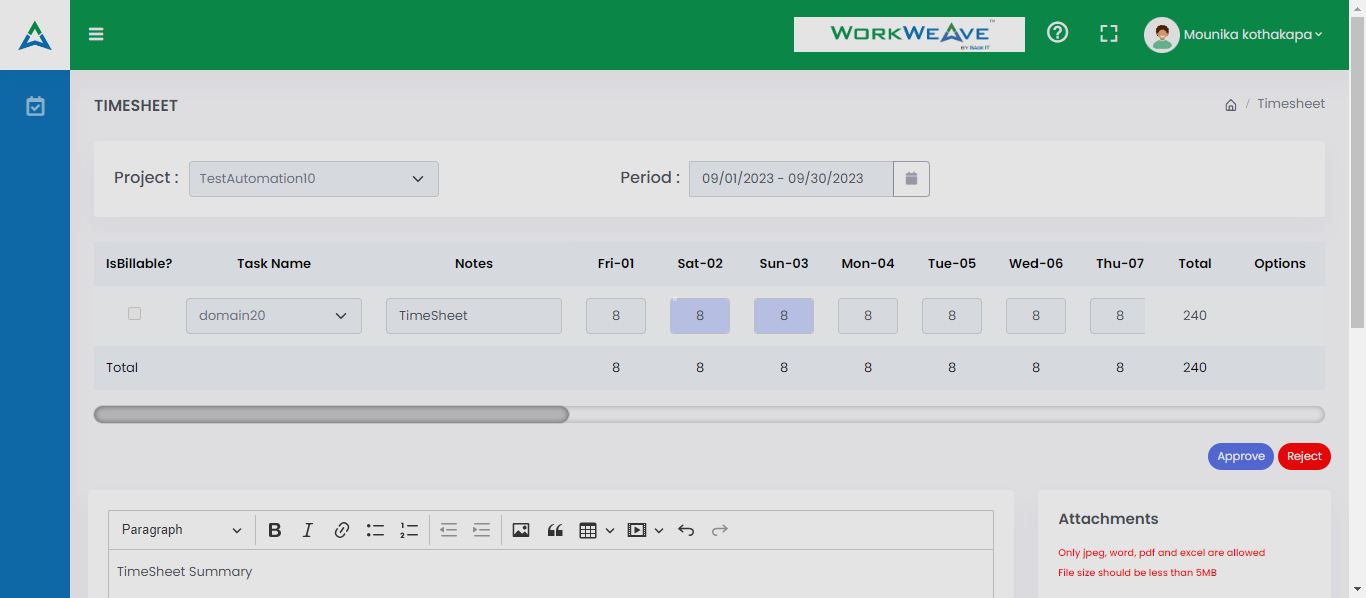 WORKWEAVE
TM
BY SAGE IT
Mounika kothakapa
TIMESHEET
/ Timesheet
Project : TestAutomation10 Period : 09/01/2023 - 09/30/2023
IsBillable? Task Name Notes Fri-01 Sat-02 Sun-03 Mon-04 Tue-05 Wed-06 Thu-07 Total Options
domain20 TimeSheet 8 8 8 8 8 8 8 240
Total 8 8 8 8 8 8 8 240
Approve Reject
Paragraph
TimeSheet Summary
Attachments
Only jpeg, word, pdf and excel are allowed
File size should be less than 5MB